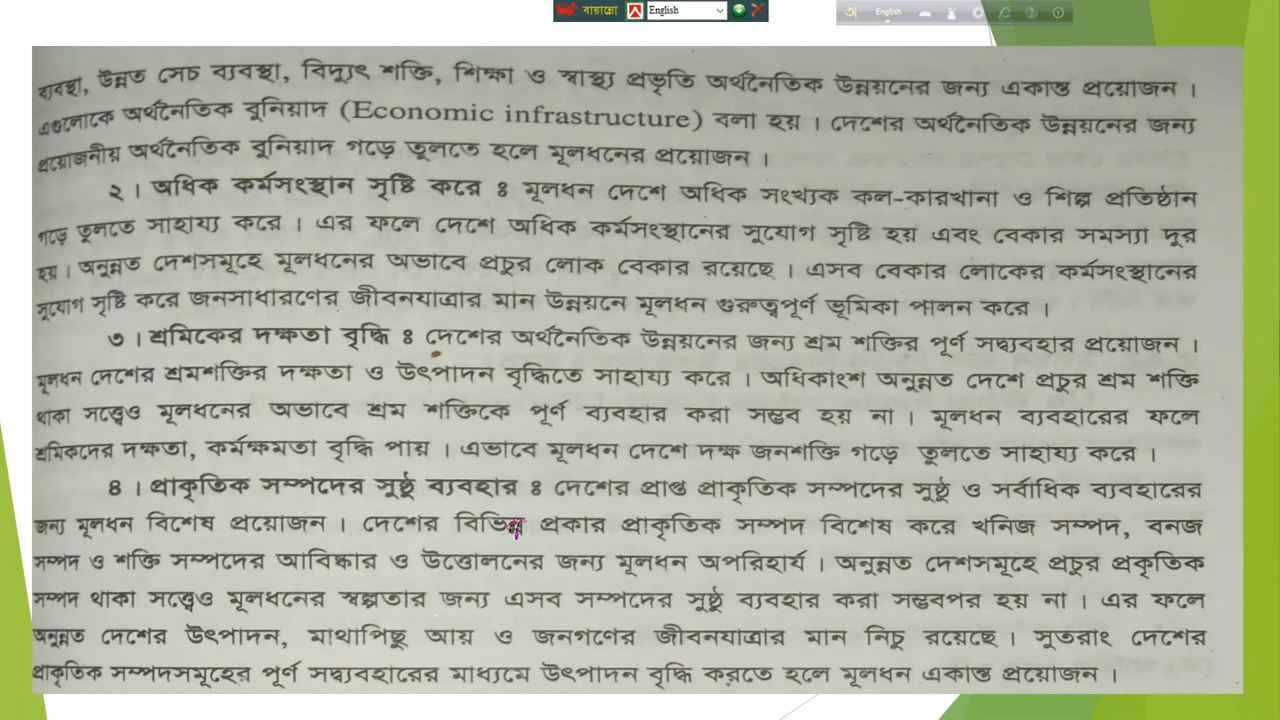 বায়ান্নো English
অ English
ব্যবস্থা, উন্নত সেচ ব্যবস্থা, বিদ্যুৎ শক্তি, শিক্ষা ও স্বাস্থ্য প্রভৃতি অর্থনৈতিক উন্নয়নের জন্য একান্ত প্রয়োজন ।
এগুলোকে অর্থনৈতিক বুনিয়াদ (Economic infrastructure) বলা হয় । দেশের অর্থনৈতিক উন্নয়নের জন্য
প্রয়োজনীয় অর্থনৈতিক বুনিয়াদ গড়ে তুলতে হলে মূলধনের প্রয়োজন ।
২ । অধিক কর্মসংস্থান সৃষ্টি করে ঃ মূলধন দেশে অধিক সংখ্যক কল-কারখানা ও শিল্প প্রতিষ্ঠান
গড়ে তুলতে সাহায্য করে । এর ফলে দেশে অধিক কর্মসংস্থানের সুযোগ সৃষ্টি হয় এবং বেকার সমস্যা দূর
হয় । অনুন্নত দেশসমূহে মূলধনের অভাবে প্রচুর লোক বেকার রয়েছে । এসব বেকার লোকের কর্মসংস্থানের
সুযোগ সৃষ্টি করে জনসাধারণের জীবনযাত্রার মান উন্নয়নে মূলধন গুরুত্বপূর্ণ ভূমিকা পালন করে ।
৩ । শ্রমিকের দক্ষতা বৃদ্ধি ঃ দেশের অর্থনৈতিক উন্নয়নের জন্য শ্রম শক্তির পূর্ণ সদ্ব্যবহার প্রয়োজন ।
মূলধন দেশের শ্রমশক্তির দক্ষতা ও উৎপাদন বৃদ্ধিতে সাহায্য করে । অধিকাংশ অনুন্নত দেশে প্রচুর শ্রম শক্তি
থাকা সত্ত্বেও মূলধনের অভাবে শ্রম শক্তিকে পূর্ণ ব্যবহার করা সম্ভব হয় না । মূলধন ব্যবহারের ফলে
শ্রমিকদের দক্ষতা, কর্মক্ষমতা বৃদ্ধি পায় । এভাবে মূলধন দেশে দক্ষ জনশক্তি গড়ে তুলতে সাহায্য করে ।
৪ । প্রাকৃতিক সম্পদের সুষ্ঠু ব্যবহার ঃ দেশের প্রাপ্ত প্রাকৃতিক সম্পদের সুষ্ঠু ও সর্বাধিক ব্যবহারের
জন্য মূলধন বিশেষ প্রয়োজন । দেশের বিভিন্ন প্রকার প্রাকৃতিক সম্পদ বিশেষ করে খনিজ সম্পদ, বনজ
সম্পদ ও শক্তি সম্পদের আবিষ্কার ও উত্তোলনের জন্য মূলধন অপরিহার্য । অনুন্নত দেশসমূহে প্রচুর প্রকৃতিক
সম্পদ থাকা সত্ত্বেও মূলধনের স্বল্পতার জন্য এসব সম্পদের সুষ্ঠু ব্যবহার করা সম্ভবপর হয় না । এর ফলে
অনুন্নত দেশের উৎপাদন, মাথাপিছু আয় ও জনগণের জীবনযাত্রার মান নিচু রয়েছে । সুতরাং দেশের
প্রাকৃতিক সম্পদসমূহের পূর্ণ সদ্ব্যবহারের মাধ্যমে উৎপাদন বৃদ্ধি করতে হলে মূলধন একান্ত প্রয়োজন ।